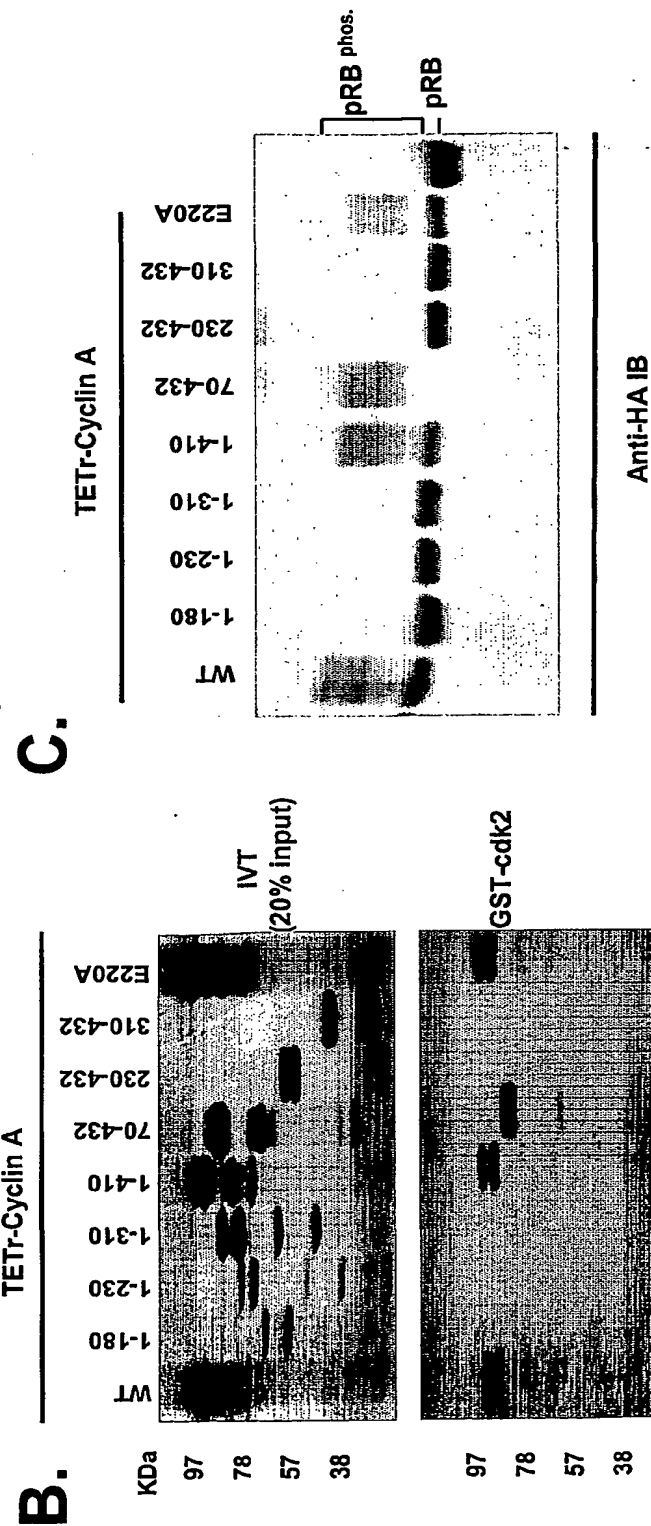 B.
TETr-Cyclin A
KDa
WT
1-180
1-230
1-310
1-410
70-432
230-432
310-432
E220A
97
78
57
38
IVT
(20% input)
97
78
57
38
GST-cdk2
C.
TETr-Cyclin A
WT
1-180
1-230
1-310
1-410
70-432
230-432
310-432
E220A
pRB phos.
pRB
Anti-HA IB